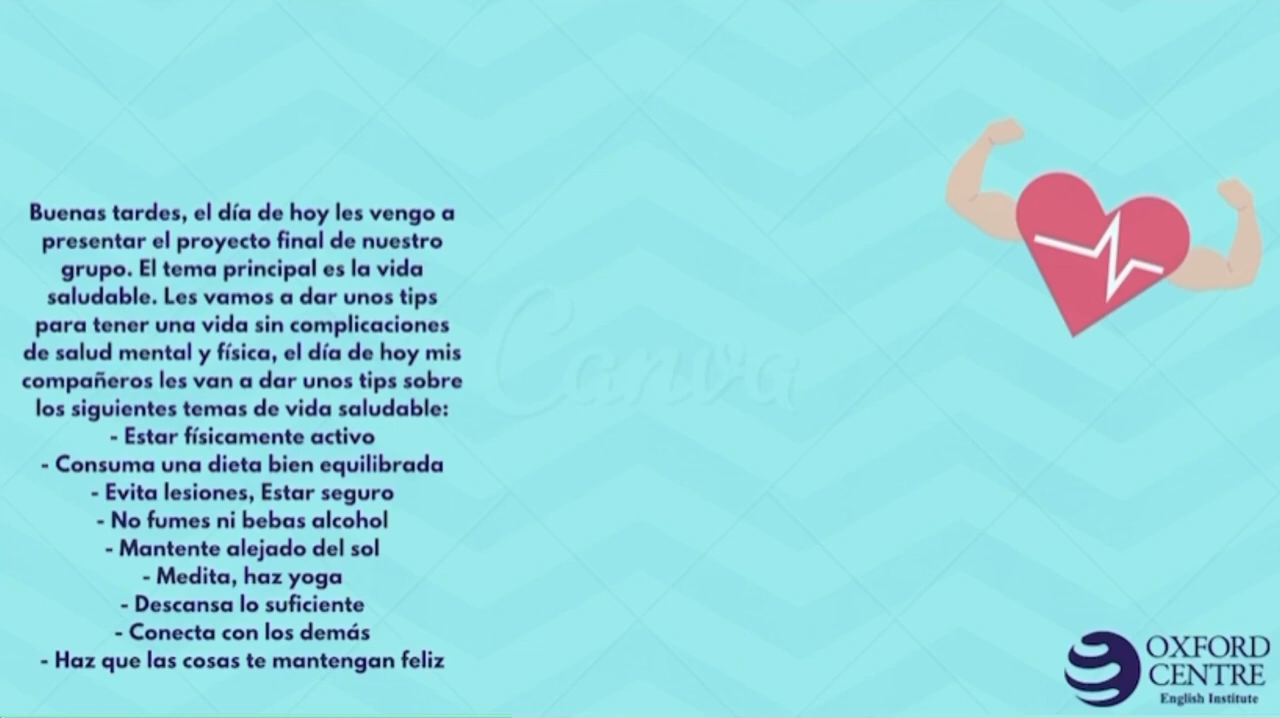 Buenas tardes, el día de hoy les vengo a
presentar el proyecto final de nuestro
grupo. El tema principal es la vida
saludable. Les vamos a dar unos tips
para tener una vida sin complicaciones
de salud mental y física, el día de hoy mis
compañeros les van a dar unos tips sobre
los siguientes temas de vida saludable:
- Estar físicamente activo
- Consuma una dieta bien equilibrada
- Evita lesiones, Estar seguro
- No fumes ni bebas alcohol
- Mantente alejado del sol
- Medita, haz yoga
- Descansa lo suficiente
- Conecta con los demás
- Haz que las cosas te mantengan feliz
Canva
OXFORD
CENTRE
English Institute